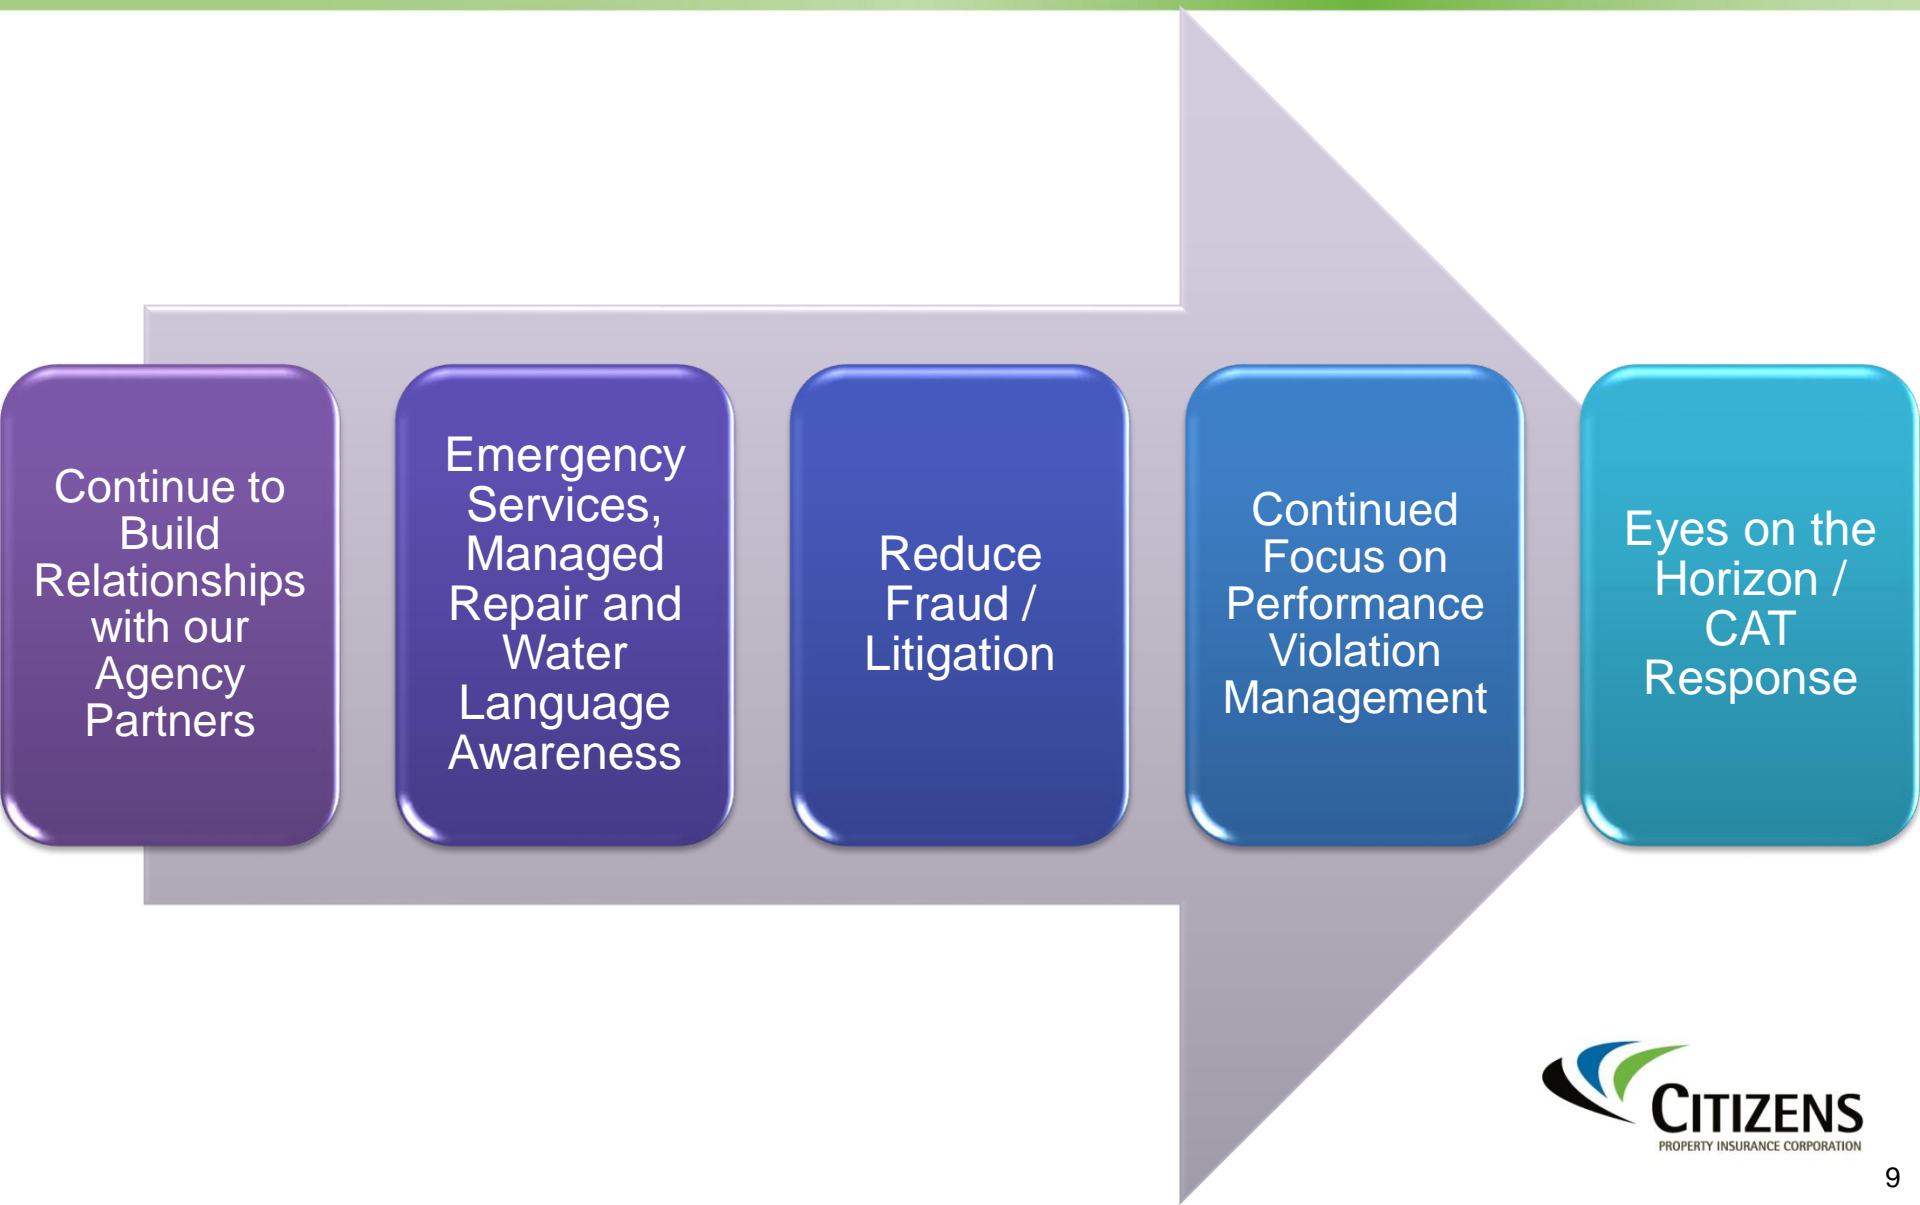 Continue to
Build
Relationships
with our
Agency
Partners
Emergency
Services,
Managed
Repair and
Water
Language
Awareness
Reduce
Fraud /
Litigation
Continued
Focus on
Performance
Violation
Management
Eyes on the
Horizon /
CAT
Response
CITIZENS
PROPERTY INSURANCE CORPORATION
9